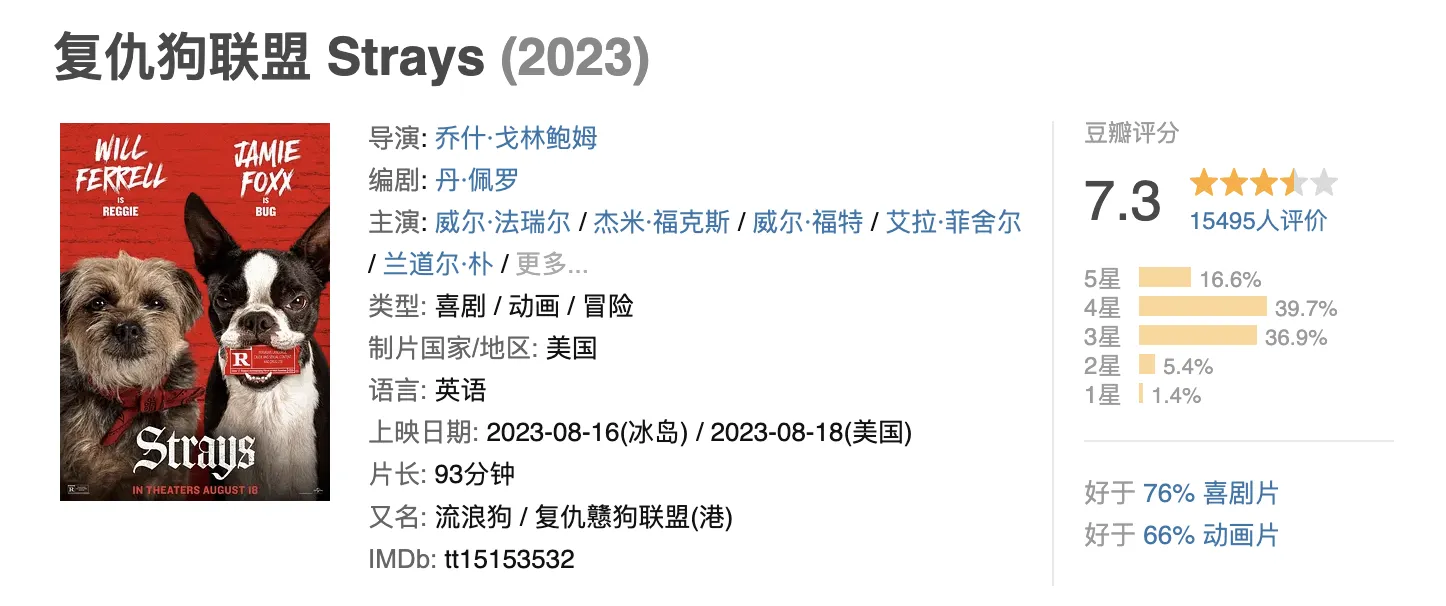 复仇狗联盟 Strays (2023)
WILL FERRELL
IS
REGGIE
JAMIE FOXX
IS
BUG
R
Strays
IN THEATERS AUGUST 18
导演: 乔什·戈林鲍姆
编剧: 丹·佩罗
主演: 威尔·法瑞尔 / 杰米·福克斯 / 威尔·福特 / 艾拉·菲舍尔
/ 兰道尔·朴 / 更多...
类型: 喜剧 / 动画 / 冒险
制片国家/地区: 美国
语言: 英语
上映日期: 2023-08-16(冰岛) / 2023-08-18(美国)
片长: 93分钟
又名: 流浪狗 / 复仇戆狗联盟(港)
IMDb: tt15153532
豆瓣评分
7.3
15495人评价
5星 16.6%
4星 39.7%
3星 36.9%
2星 5.4%
1星 1.4%
好于 76% 喜剧片
好于 66% 动画片